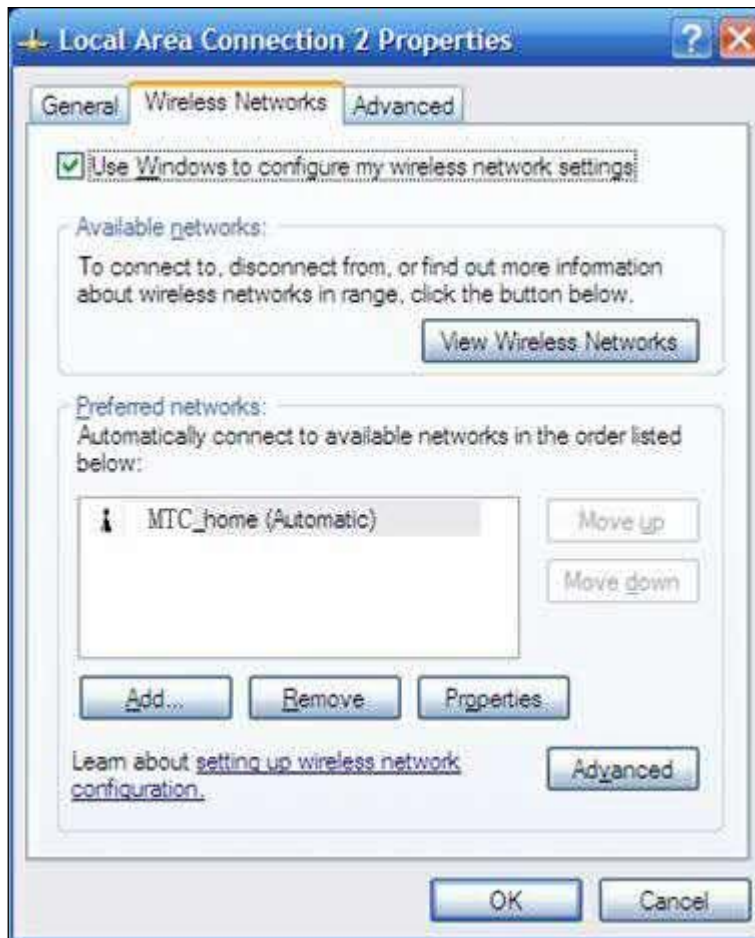 Local Area Connection 2 Properties
General
Wireless Networks
Advanced
Use Windows to configure my wireless network settings
Available networks:
To connect to, disconnect from, or find out more information
about wireless networks in range, click the button below.
View Wireless Networks
Preferred networks:
Automatically connect to available networks in the order listed
below:
MTC_home (Automatic)
Move up
Move down
Add...
Remove
Properties
Learn about setting up wireless network
configuration.
Advanced
OK
Cancel